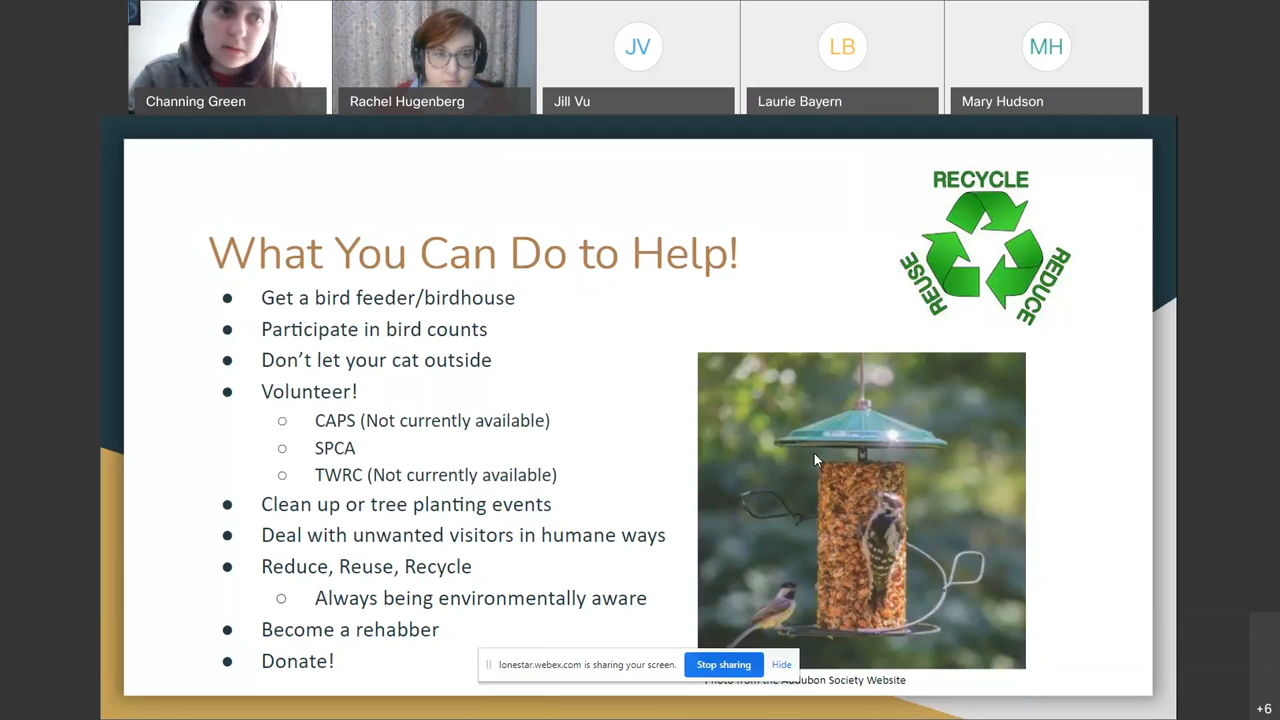 JV
LB
MH
Channing Green
Rachel Hugenberg
Jill Vu
Laurie Bayern
Mary Hudson
RECYCLE
REUSE
REDUCE
What You Can Do to Help!
● Get a bird feeder/birdhouse
● Participate in bird counts
● Don’t let your cat outside
● Volunteer!
○ CAPS (Not currently available)
○ SPCA
○ TWRC (Not currently available)
● Clean up or tree planting events
● Deal with unwanted visitors in humane ways
● Reduce, Reuse, Recycle
○ Always being environmentally aware
● Become a rehabber
● Donate!
lonestar.webex.com is sharing your screen. Stop sharing Hide
Photo from the Audubon Society Website
+6